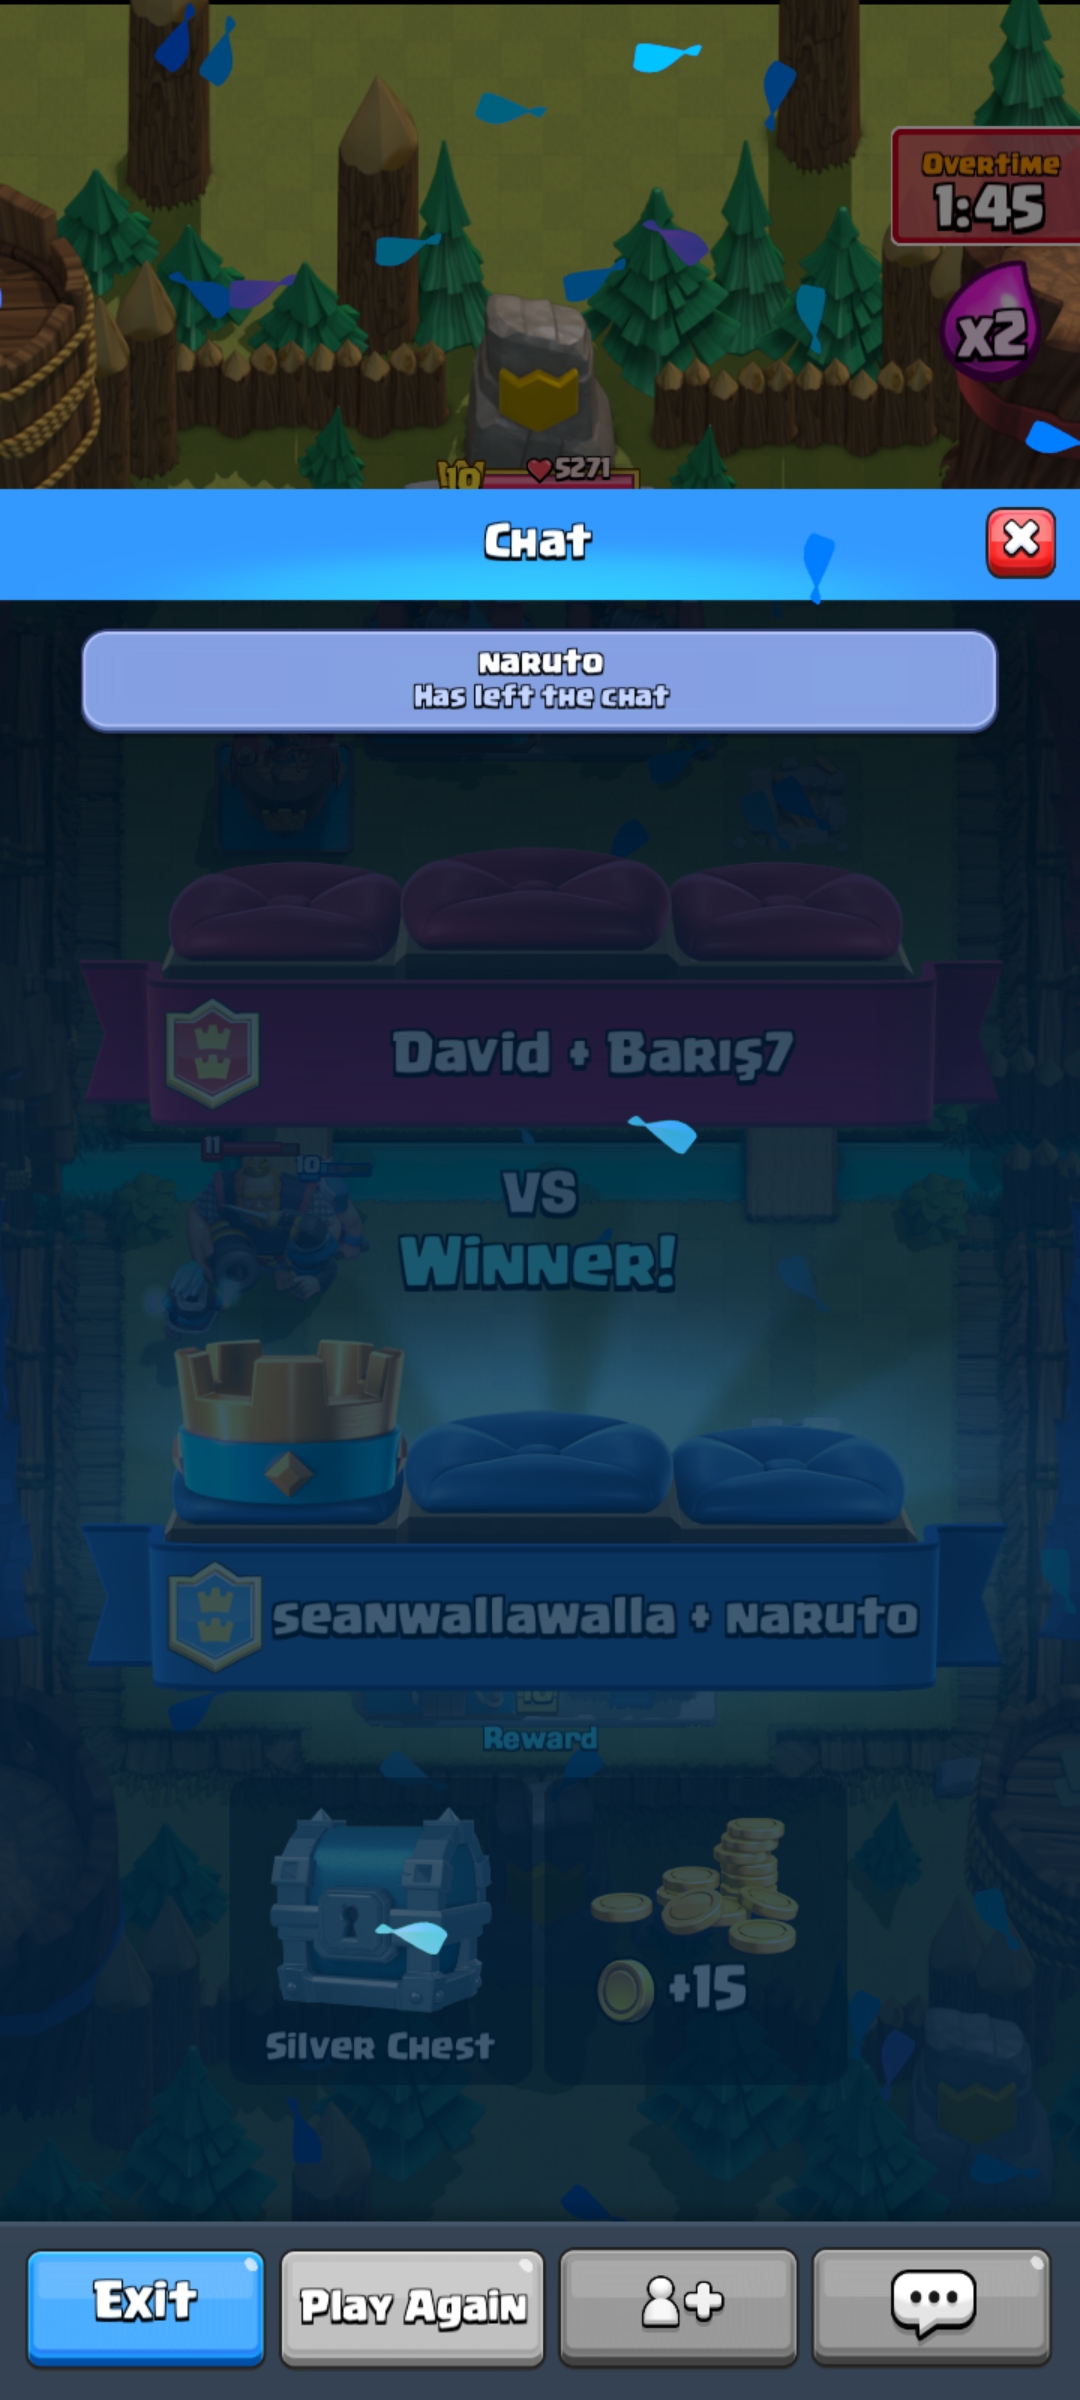 Overtime
1:45
x2
10 5271
Chat
naruto
Has left the chat
David + Barış7
11
10
VS
Winner!
seanwallawalla + naruto
10
Reward
+15
Silver Chest
Exit
Play Again